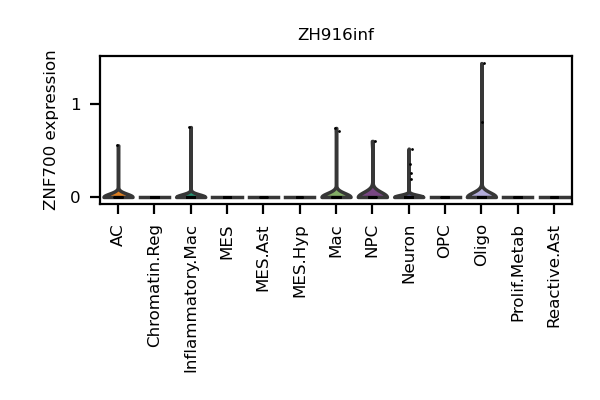 ZH916inf
ZNF700 expression
1
0
AC
Chromatin.Reg
Inflammatory.Mac
MES
MES.Ast
MES.Hyp
Mac
NPC
Neuron
OPC
Oligo
Prolif.Metab
Reactive.Ast